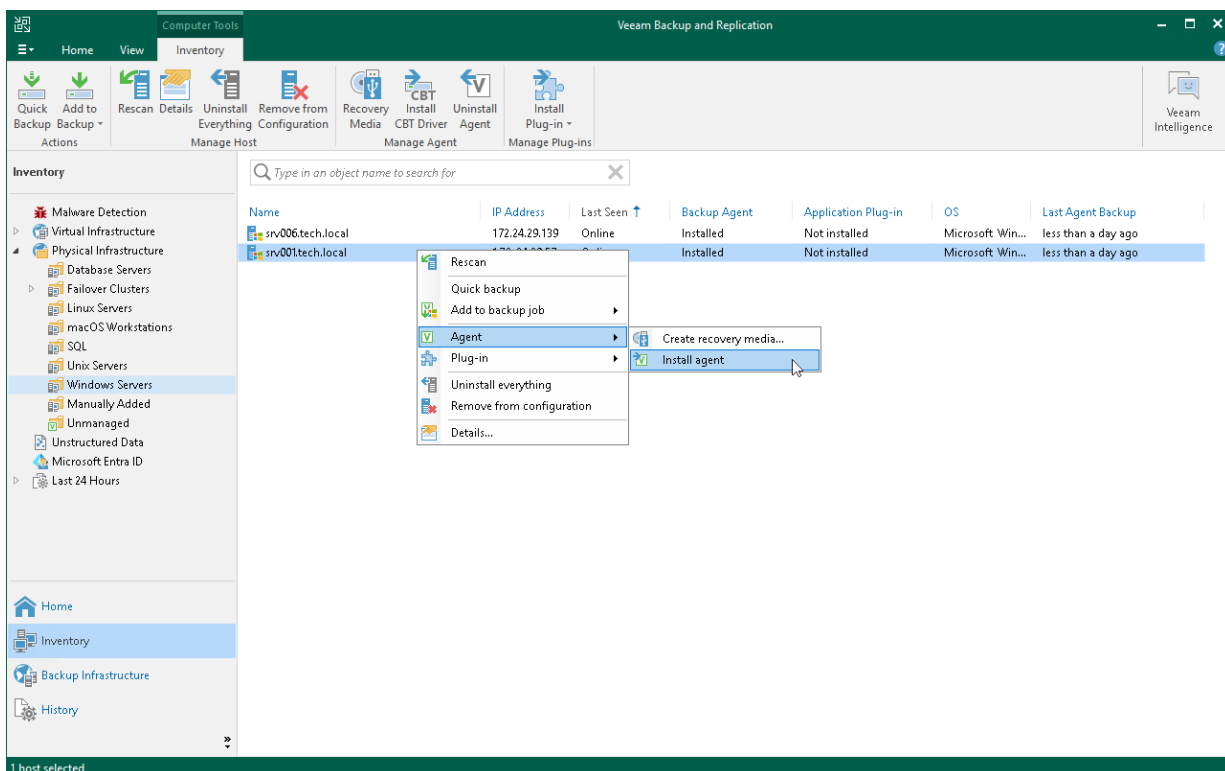 Computer Tools
Veeam Backup and Replication
Home View Inventory
Quick Backup
Add to Backup
Actions
Rescan
Details
Uninstall Everything
Remove from Configuration
Manage Host
Recovery Media
Install CBT Driver
Uninstall Agent
Manage Agent
Install Plug-in
Manage Plug-ins
Veeam Intelligence
Inventory
Type in an object name to search for
Malware Detection
Virtual Infrastructure
Physical Infrastructure
Database Servers
Failover Clusters
Linux Servers
macOS Workstations
SQL
Unix Servers
Windows Servers
Manually Added
Unmanaged
Unstructured Data
Microsoft Entra ID
Last 24 Hours
Name IP Address Last Seen Backup Agent Application Plug-in OS Last Agent Backup
srv006.tech.local 172.24.29.139 Online Installed Not installed Microsoft Win... less than a day ago
srv001.tech.local Installed Not installed Microsoft Win... less than a day ago
Rescan
Quick backup
Add to backup job
Agent
Plug-in
Uninstall everything
Remove from configuration
Details...
Create recovery media...
Install agent
Home
Inventory
Backup Infrastructure
History
1 host selected